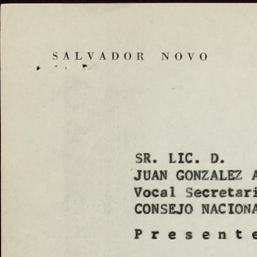 SALVADOR NOVO
SR. LIC. D.
JUAN GONZALEZ A
Vocal Secretari
CONSEJO NACIONA
Presente